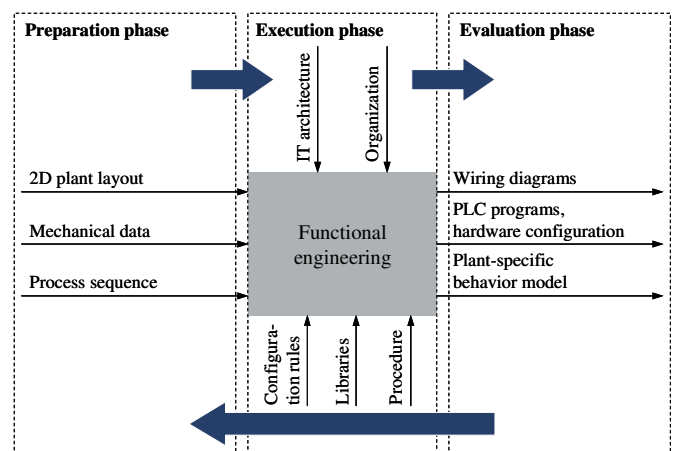 Preparation phase
Execution phase
Evaluation phase
IT architecture
Organization
2D plant layout
Mechanical data
Process sequence
Functional
engineering
Wiring diagrams
PLC programs,
hardware configuration
Plant-specific
behavior model
Configura-
tion rules
Libraries
Procedure